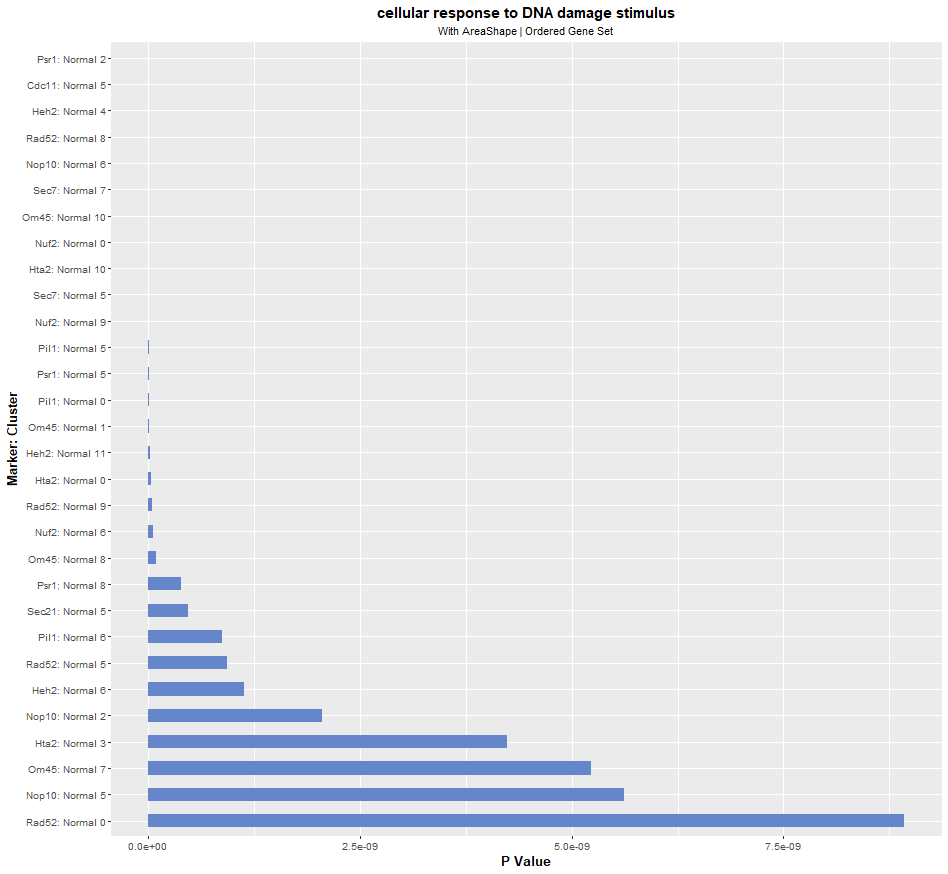 cellular response to DNA damage stimulus
With AreaShape | Ordered Gene Set
Marker: Cluster
Psr1: Normal 2
Cdc11: Normal 5
Heh2: Normal 4
Rad52: Normal 8
Nop10: Normal 6
Sec7: Normal 7
Om45: Normal 10
Nuf2: Normal 0
Hta2: Normal 10
Sec7: Normal 5
Nuf2: Normal 9
Pil1: Normal 5
Psr1: Normal 5
Pil1: Normal 0
Om45: Normal 1
Heh2: Normal 11
Hta2: Normal 0
Rad52: Normal 9
Nuf2: Normal 6
Om45: Normal 8
Psr1: Normal 8
Sec21: Normal 5
Pil1: Normal 6
Rad52: Normal 5
Heh2: Normal 6
Nop10: Normal 2
Hta2: Normal 3
Om45: Normal 7
Nop10: Normal 5
Rad52: Normal 0
0.0e+00 2.5e-09 5.0e-09 7.5e-09
P Value